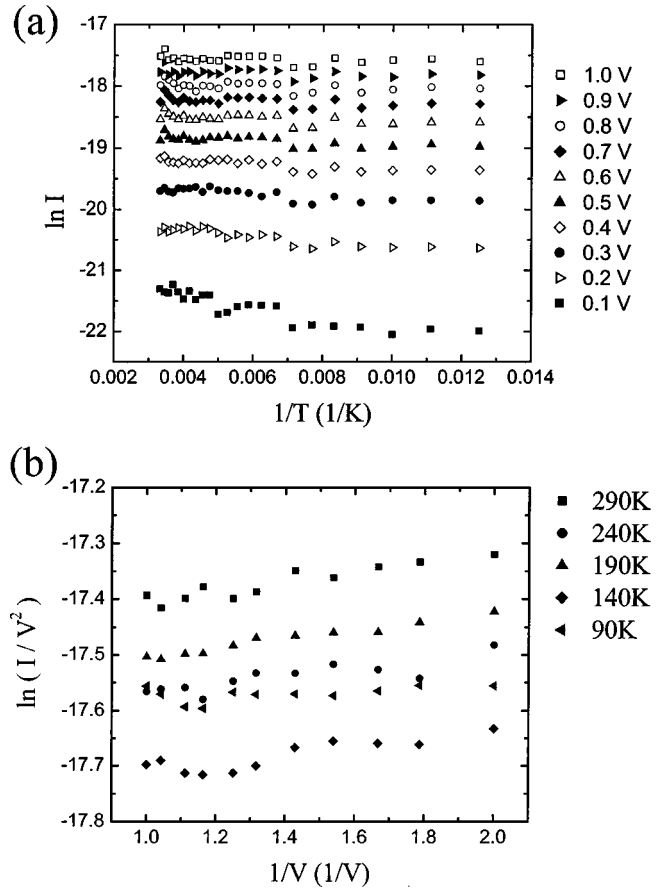 (a)
-17
-18
-19
-20
-21
-22
ln I
0.002 0.004 0.006 0.008 0.010 0.012 0.014
1/T (1/K)
1.0 V
0.9 V
0.8 V
0.7 V
0.6 V
0.5 V
0.4 V
0.3 V
0.2 V
0.1 V
(b)
-17.2
-17.3
-17.4
-17.5
-17.6
-17.7
-17.8
ln ( I / V²)
1.0 1.2 1.4 1.6 1.8 2.0
1/V (1/V)
290K
240K
190K
140K
90K